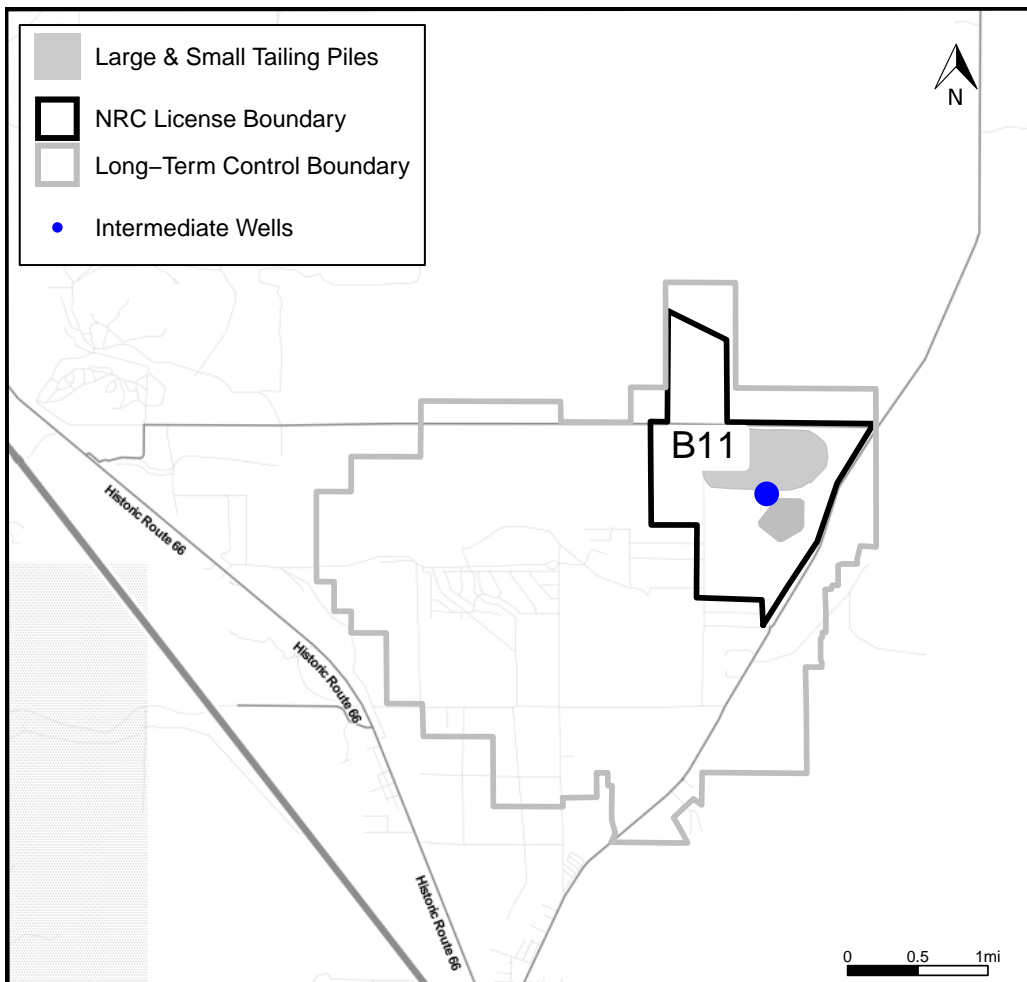 Large & Small Tailing Piles
NRC License Boundary
Long−Term Control Boundary
Intermediate Wells
N
B11
Historic Route 66
Historic Route 66
Historic Route 66
0 0.5 1mi